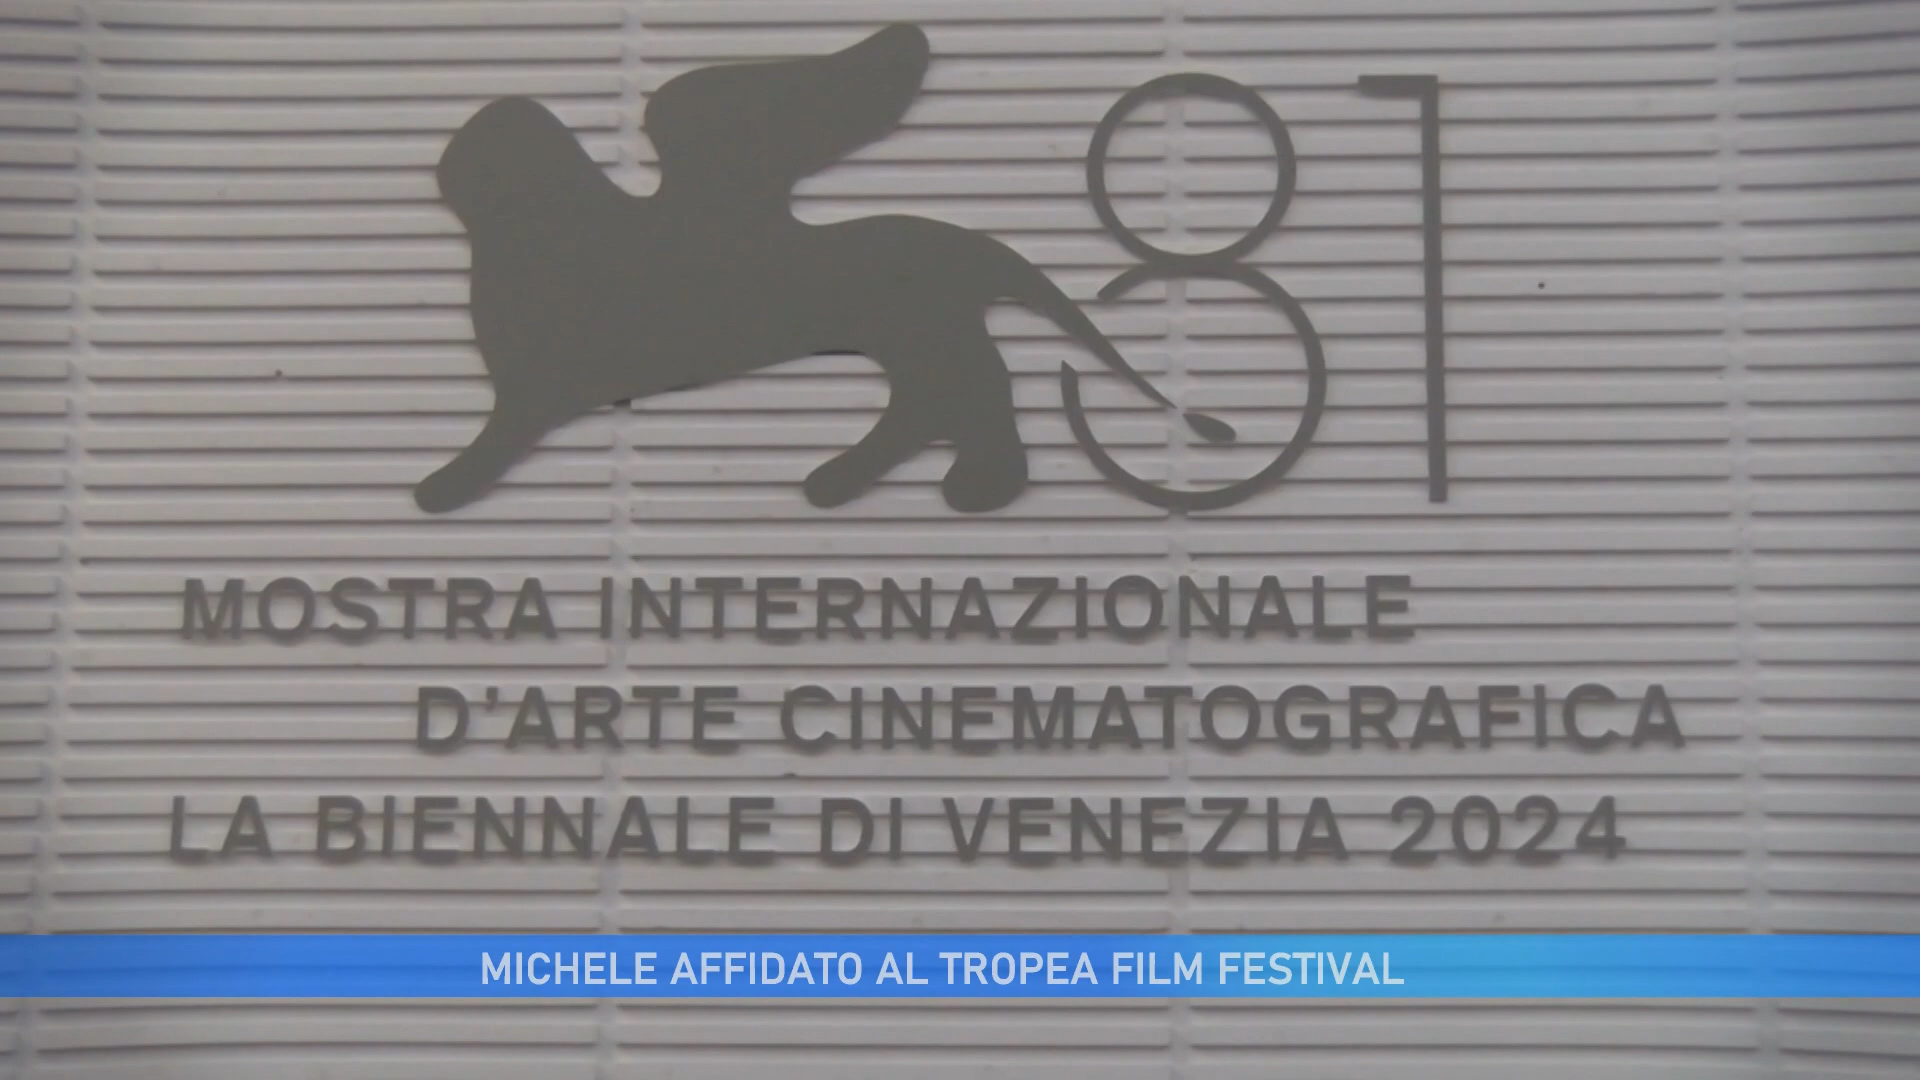 81
MOSTRA INTERNAZIONALE
D'ARTE CINEMATOGRAFICA
LA BIENNALE DI VENEZIA 2024
MICHELE AFFIDATO AL TROPEA FILM FESTIVAL